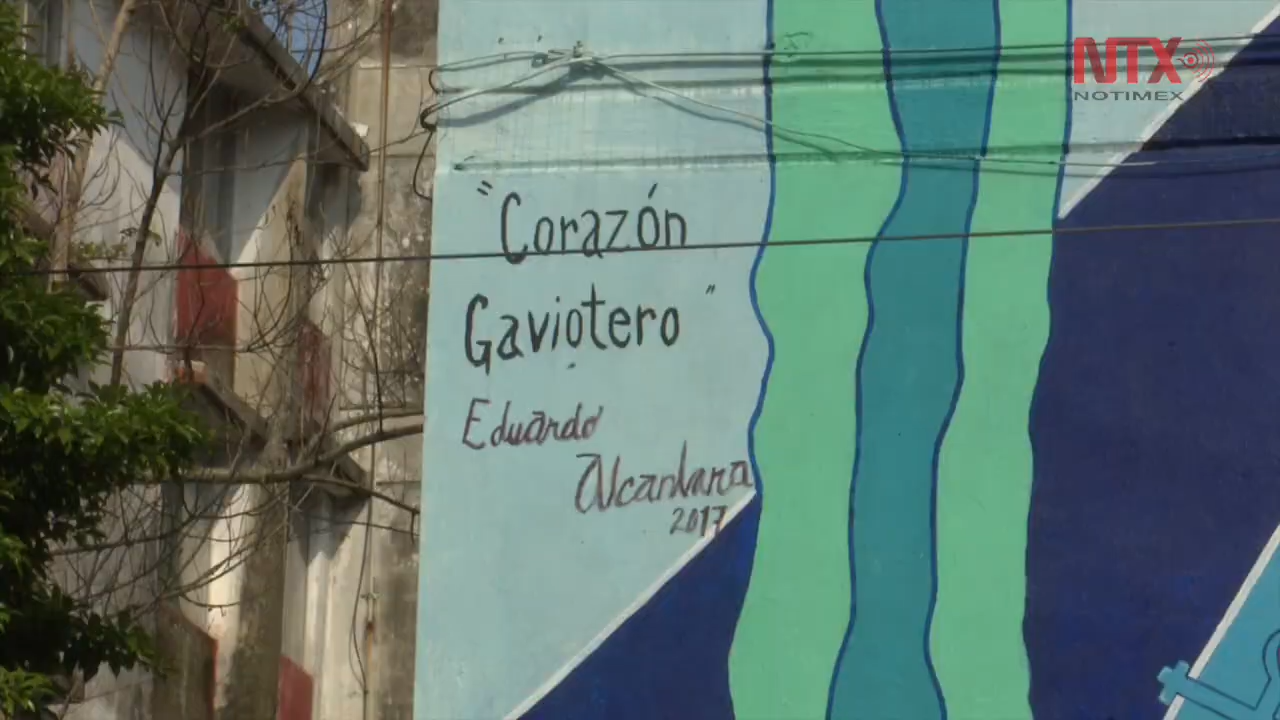 NTX
NOTIMEX
"Corazón
Gaviotero"
Eduardo
Alcantara
2017